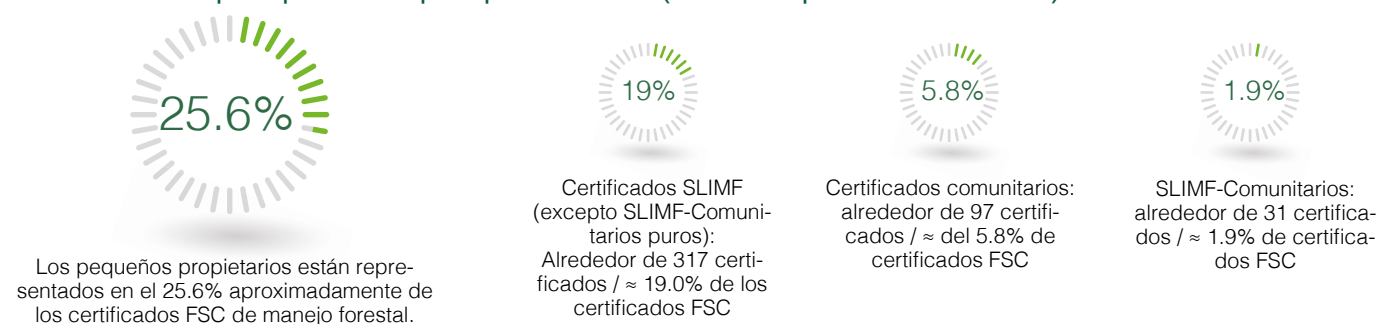 25.6%
Los pequeños propietarios están repre-
sentados en el 25.6% aproximadamente de
los certificados FSC de manejo forestal.
19%
Certificados SLIMF
(excepto SLIMF-Comuni-
tarios puros):
Alrededor de 317 certi-
ficados / ≈ 19.0% de los
certificados FSC
5.8%
Certificados comunitarios:
alrededor de 97 certifi-
cados / ≈ del 5.8% de
certificados FSC
1.9%
SLIMF-Comunitarios:
alrededor de 31 certifica-
dos / ≈ 1.9% de certifica-
dos FSC